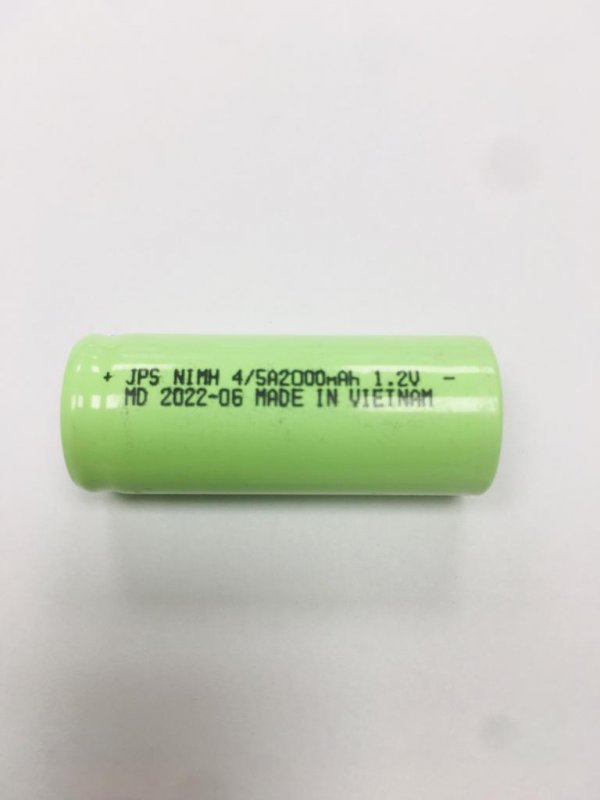 + JPS NIMH 4/5A2000mAh 1.2V -
MD 2022-06 MADE IN VIETNAM